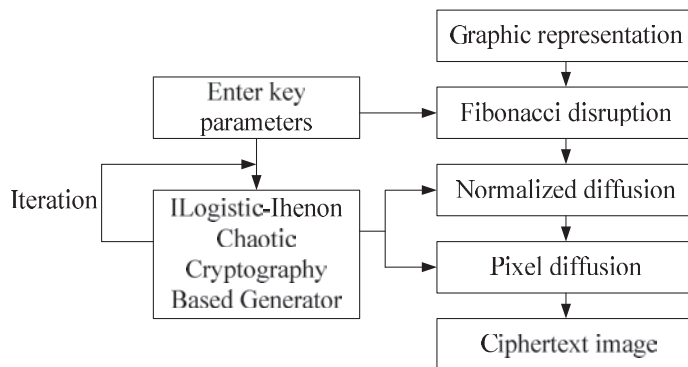 Graphic representation
Enter key
parameters
Fibonacci disruption
Iteration
Normalized diffusion
ILogistic-Ihenon
Chaotic
Cryptography
Based Generator
Pixel diffusion
Ciphertext image